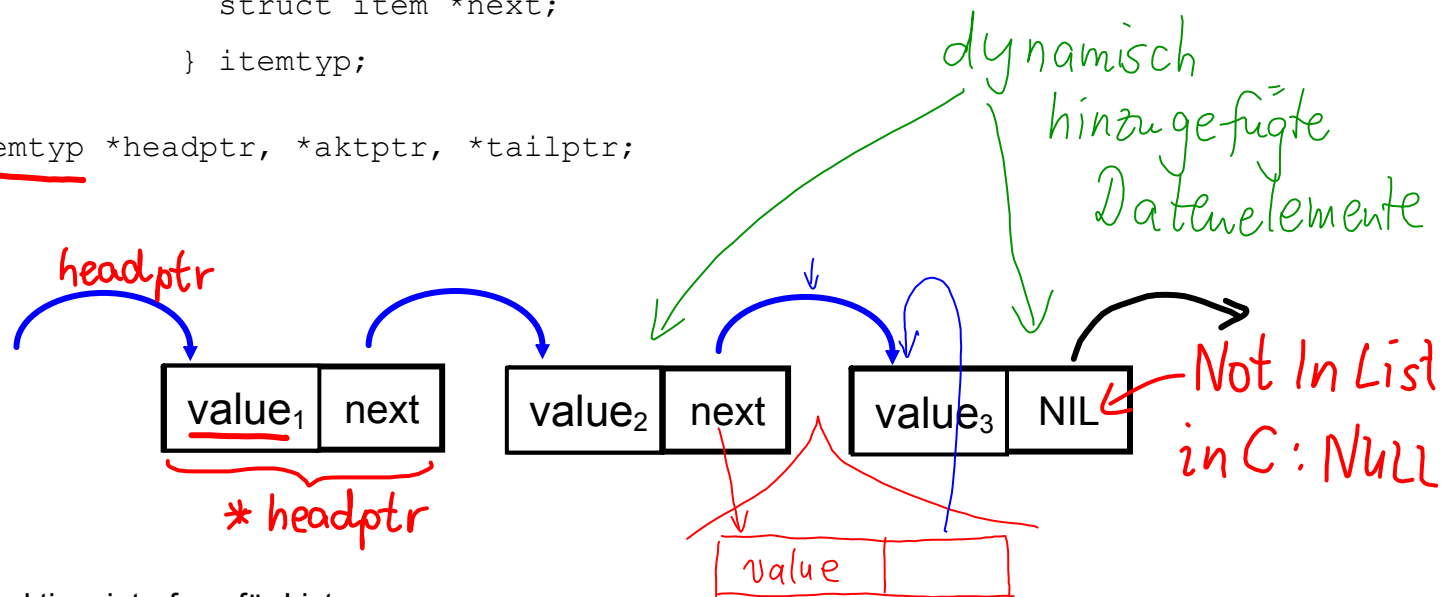 struct item *next;
} itemtyp;
emtyp *headptr, *aktptr, *tailptr;
dynamisch
hinzugefügte
Datenelemente
headptr
value₁ next
value₂ next
value₃ NIL
Not In List
in C: NULL
* headptr
value